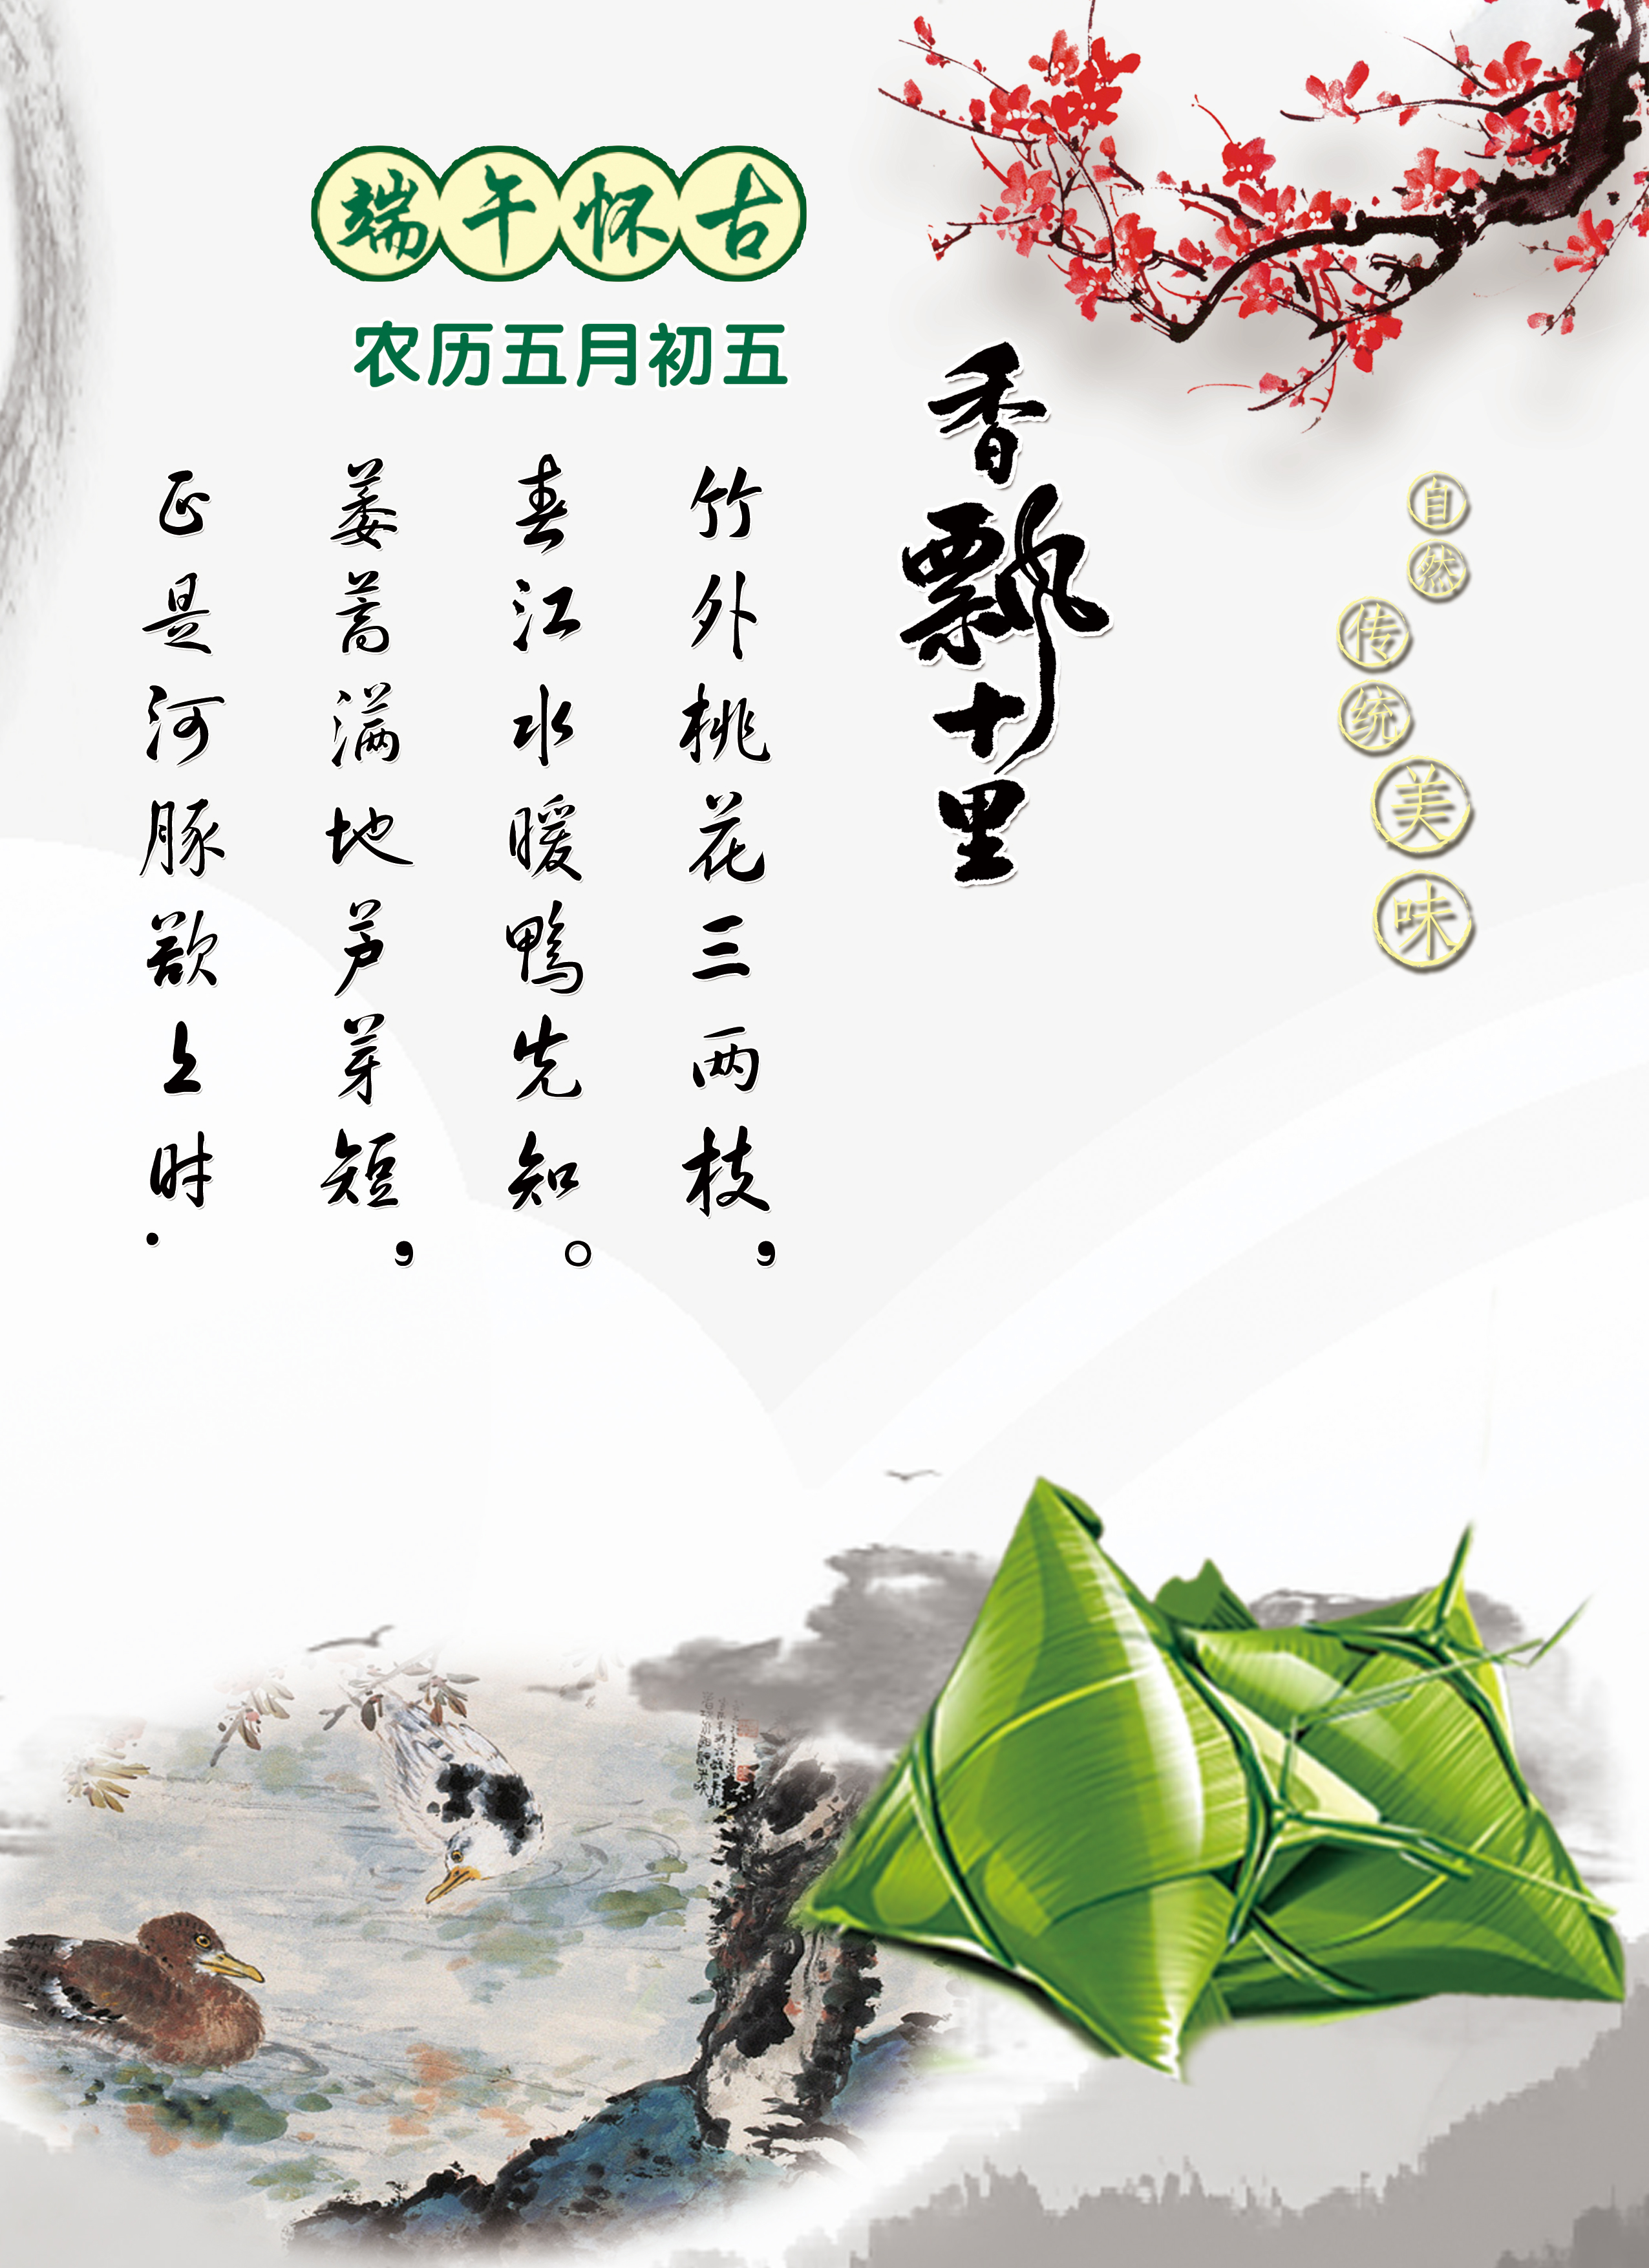 端午怀古
农历五月初五
自然
传统
美味
香飘十里
竹外桃花三两枝，
春江水暖鸭先知。
蒌蒿满地芦芽短，
正是河豚欲上时.